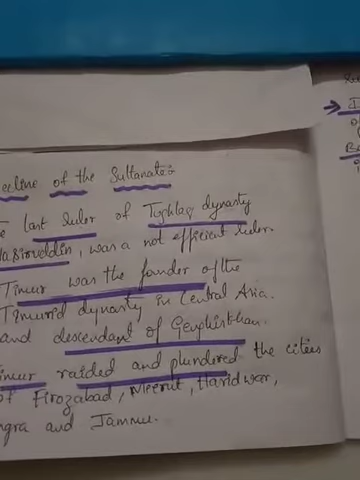 ecline of the Sultanate:
e last ruler of Tughlaq dynasty
asiruddin, was a not efficient ruler.
Timur was the founder of the
Timurid dynasty in Central Asia.
and descendant of Genghis khan.
imur raided and plundered the cities
of Firozabad, Meerut, Haridwar,
ngra and Jammu.